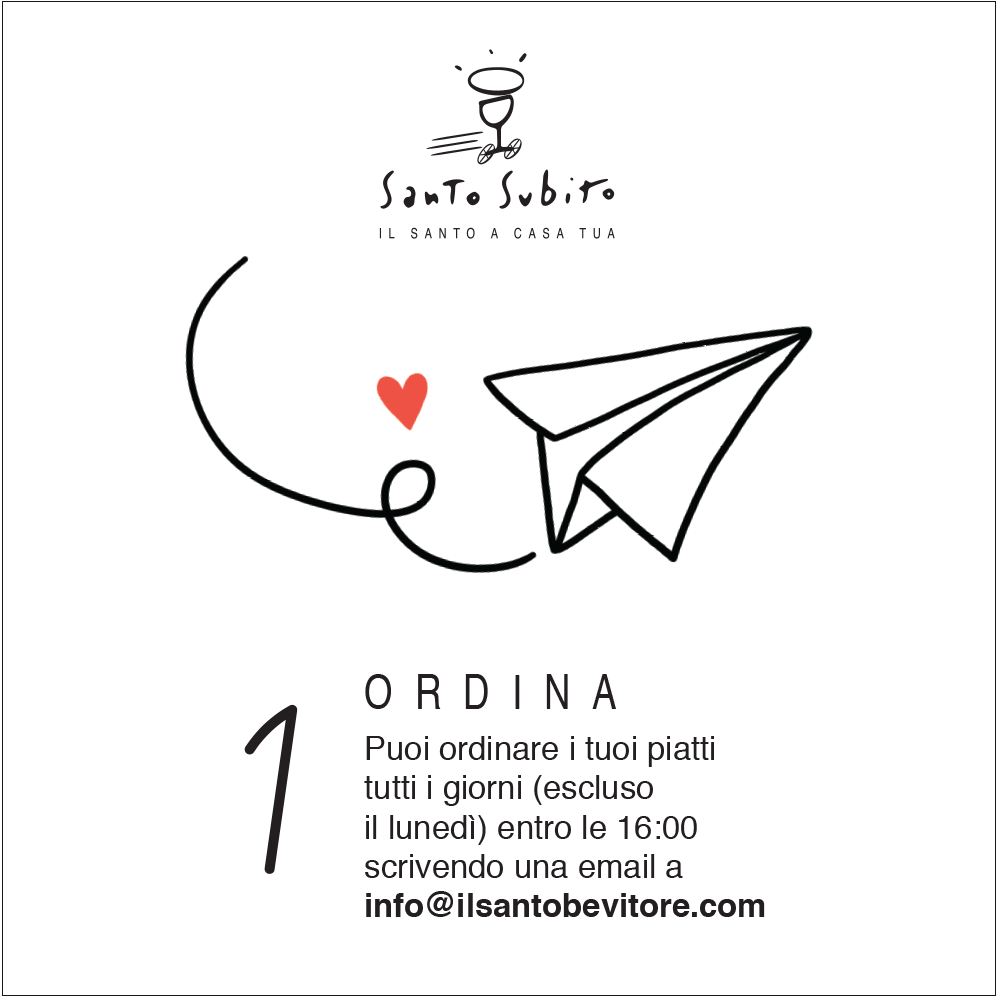 Santo Subito
IL SANTO A CASA TUA
1
ORDINA
Puoi ordinare i tuoi piatti
tutti i giorni (escluso
il lunedì) entro le 16:00
scrivendo una email a
info@ilsantobevitore.com